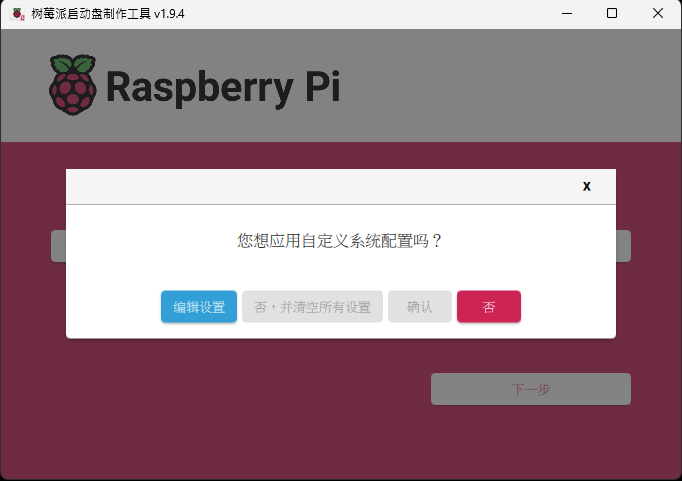 树莓派启动盘制作工具 v1.9.4
Raspberry Pi
X
您想应用自定义系统配置吗？
编辑设置 否，并清空所有设置 确认 否
下一步